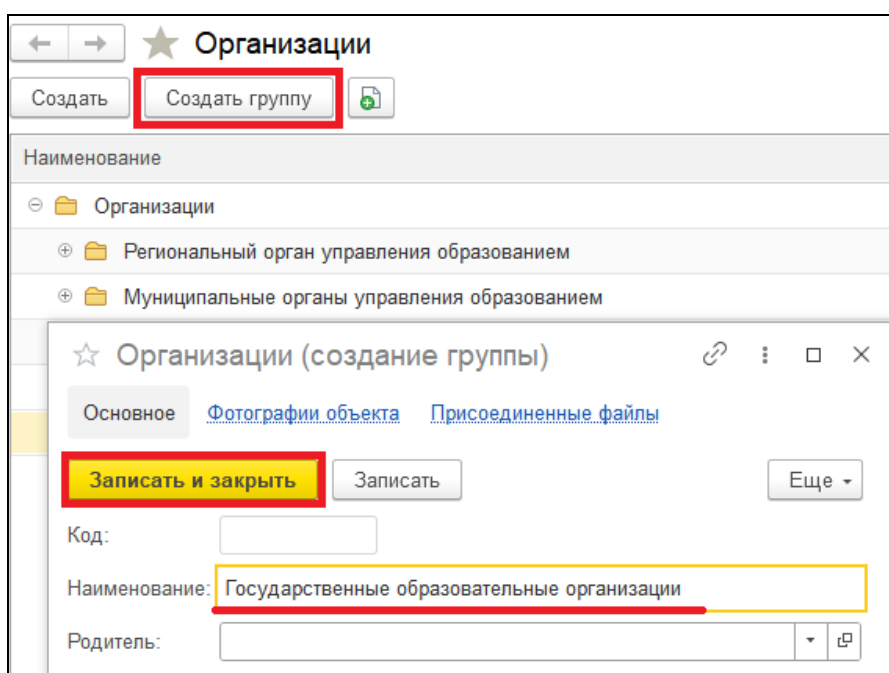 Организации
Создать Создать группу
Наименование
Организации
Региональный орган управления образованием
Муниципальные органы управления образованием
Организации (создание группы)
Основное Фотографии объекта Присоединенные файлы
Записать и закрыть Записать Еще
Код:
Наименование: Государственные образовательные организации
Родитель: